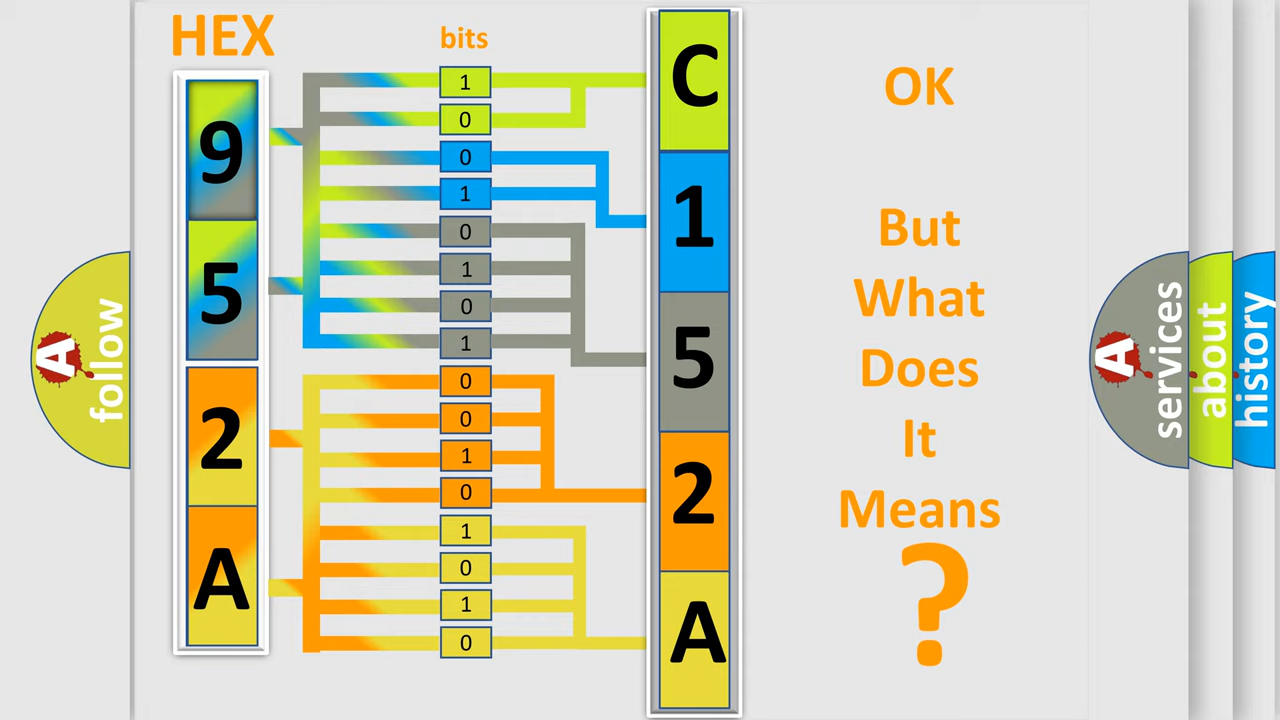 HEX
bits
9
5
2
A
1
0
0
1
0
1
0
1
0
0
1
0
1
0
1
0
C
1
5
2
A
OK
But
What
Does
It
Means
?
A
follow
A
services
about
history